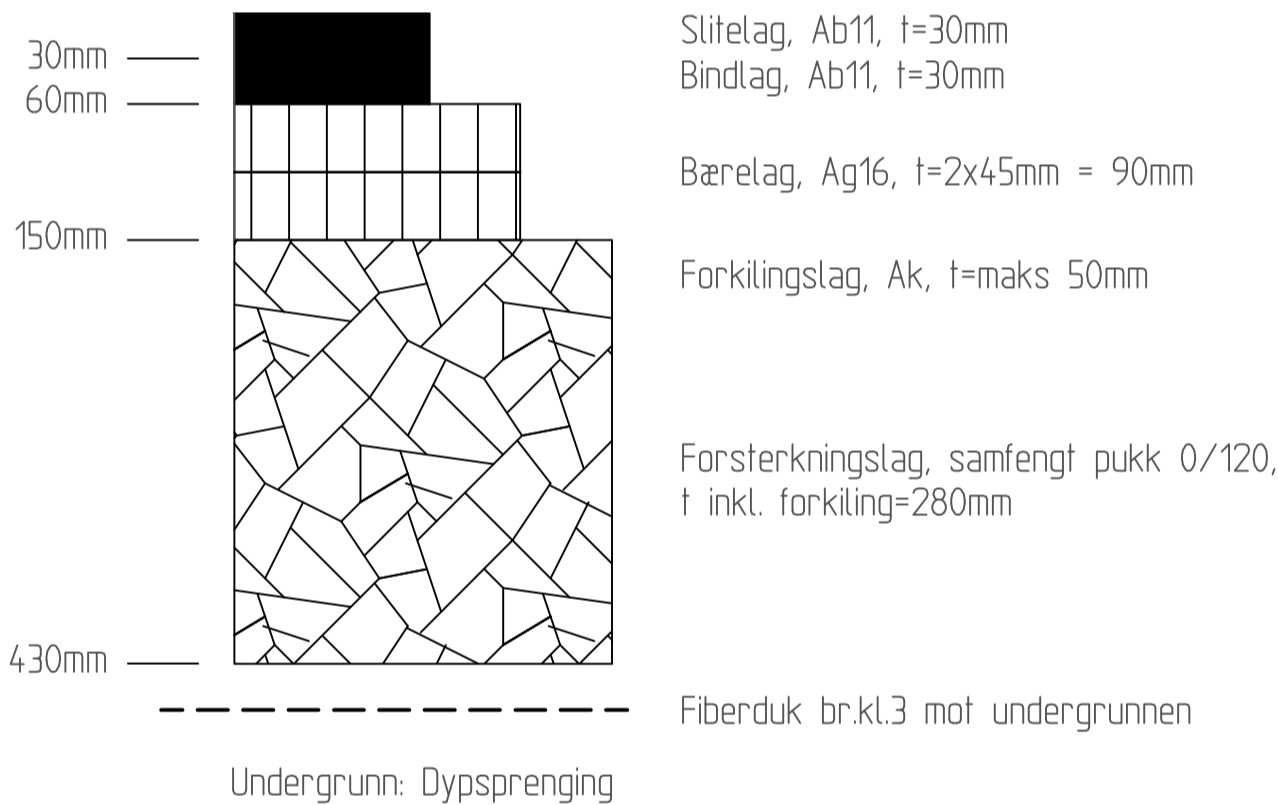 30mm
60mm
150mm
430mm
Slitelag, Ab11, t=30mm
Bindlag, Ab11, t=30mm
Bærelag, Ag16, t=2x45mm = 90mm
Forkilingslag, Ak, t=maks 50mm
Forsterkningslag, samfengt pukk 0/120,
t inkl. forkiling=280mm
Fiberduk br.kl.3 mot undergrunnen
Undergrunn: Dypsprenging